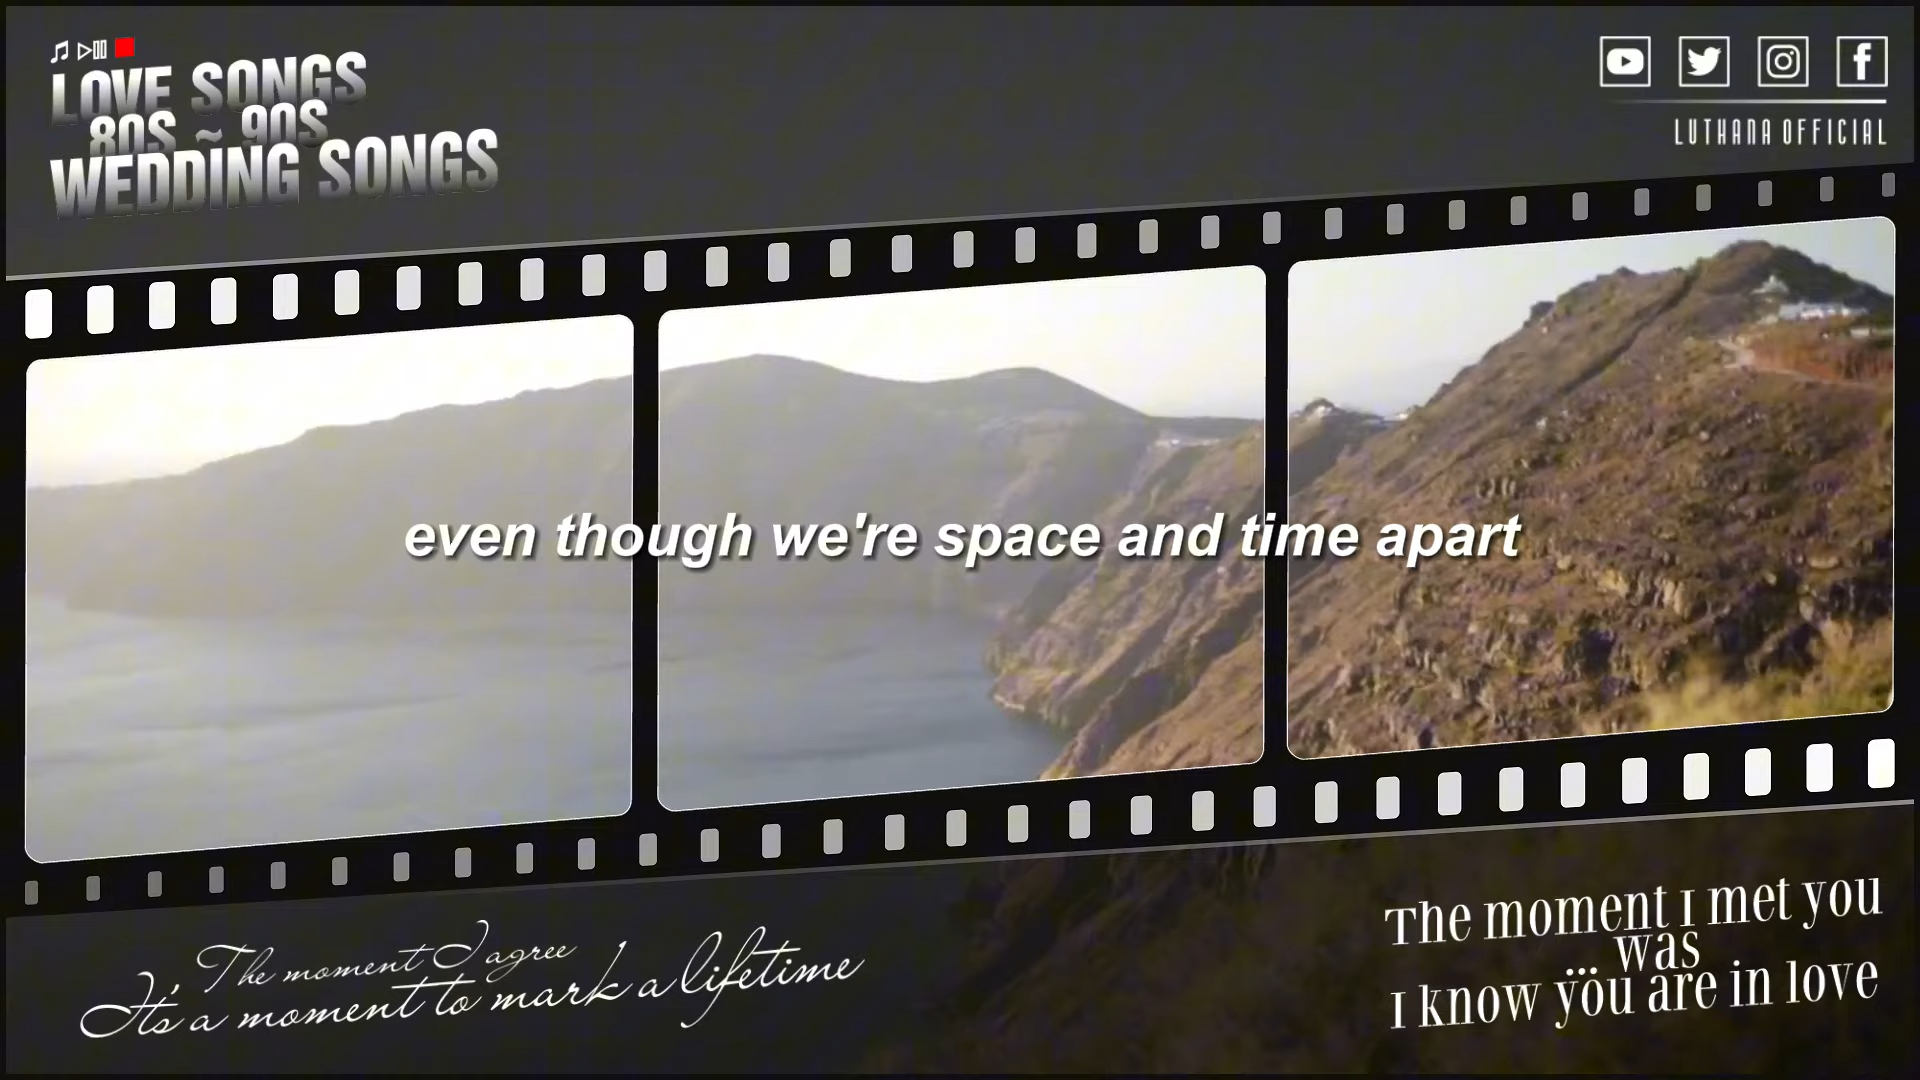 LOVE SONGS
80S ~ 90S
WEDDING SONGS
LUTHANA OFFICIAL
even though we're space and time apart
The moment I agree
It's a moment to mark a lifetime
The moment I met you
was
I know yöü are in love